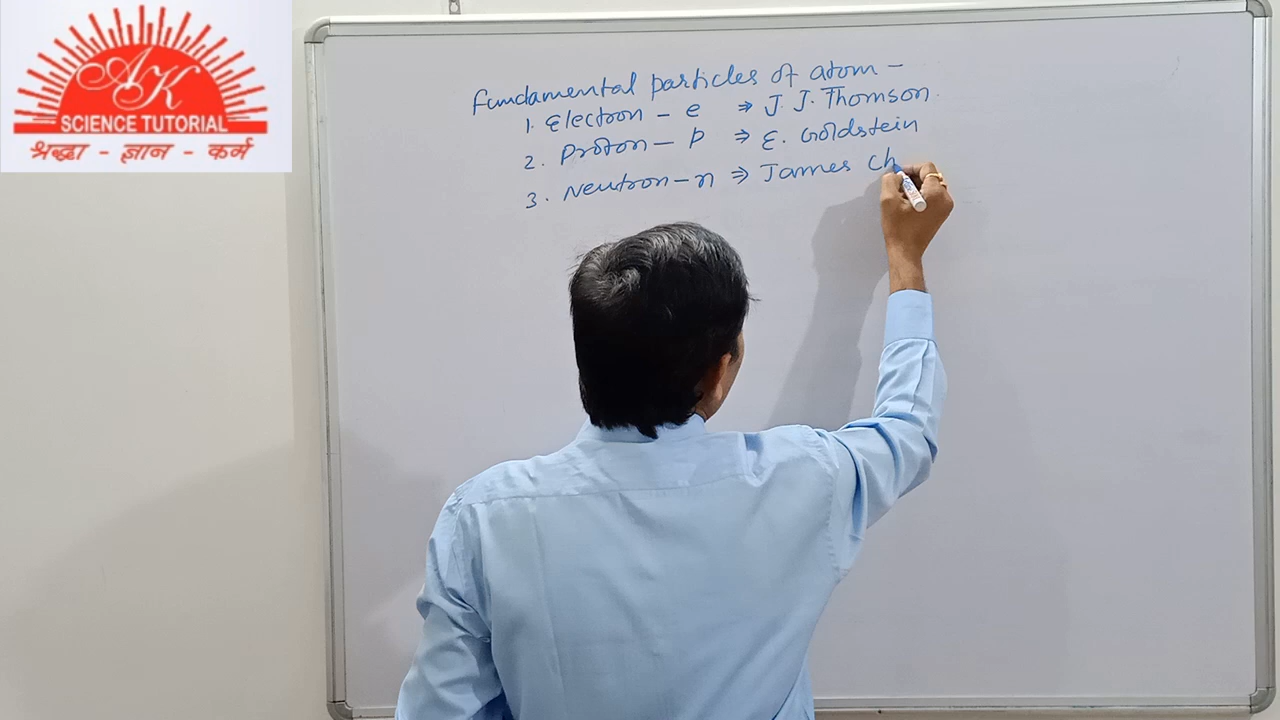 AK
SCIENCE TUTORIAL
श्रद्धा - ज्ञान - कर्म
Fundamental particles of atom -
1. Electron - e ⇒ J. J. Thomson.
2. Proton - P ⇒ E. Goldstein
3. Neutron - n ⇒ James Ch